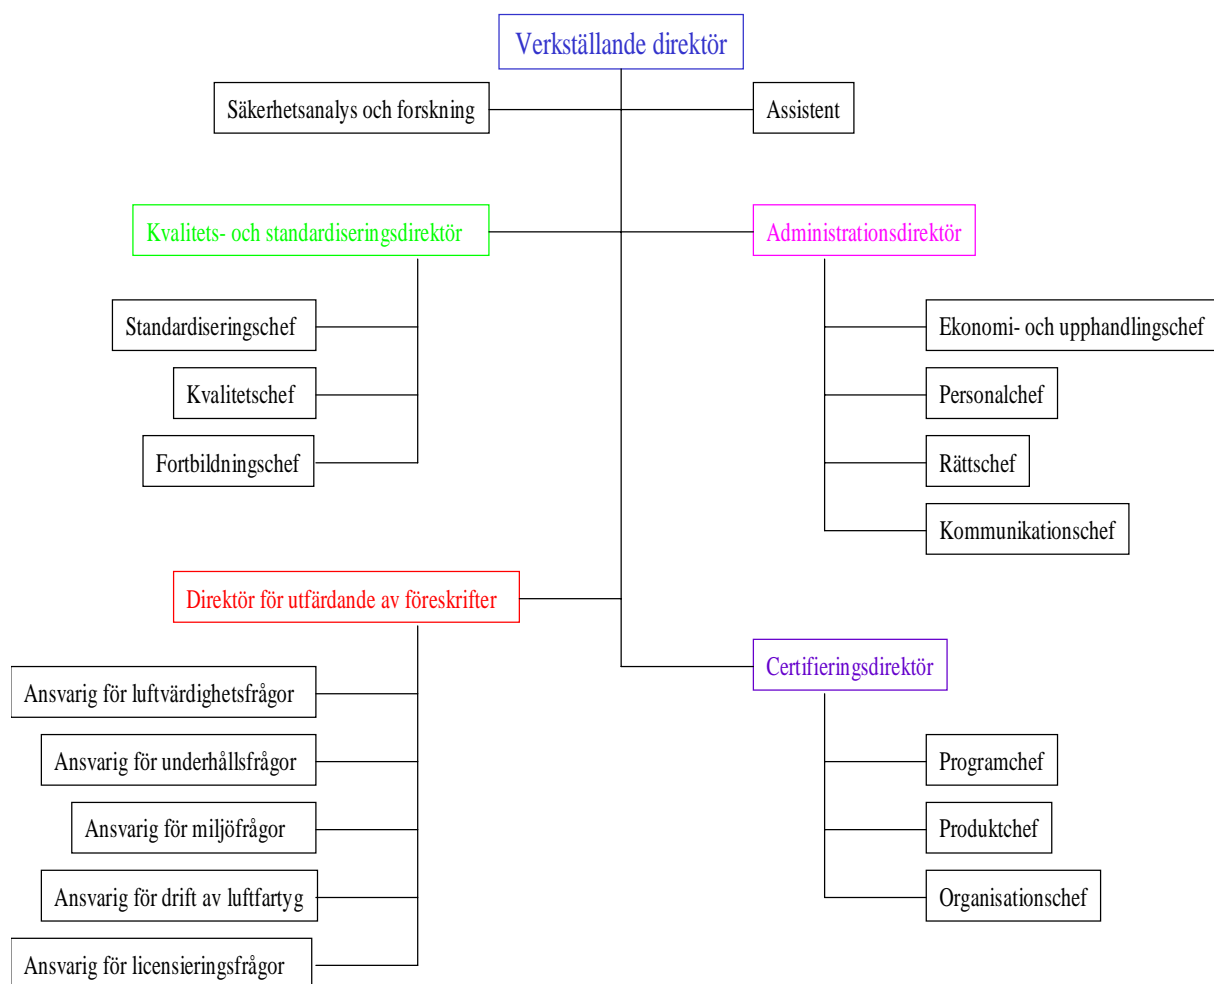 Verkställande direktör
Säkerhetsanalys och forskning
Assistent
Kvalitets- och standardiseringsdirektör
Administrationsdirektör
Standardiseringschef
Kvalitetschef
Fortbildningschef
Ekonomi- och upphandlingschef
Personalchef
Rättschef
Kommunikationschef
Direktör för utfärdande av föreskrifter
Certifieringsdirektör
Ansvarig för luftvärdighetsfrågor
Ansvarig för underhållsfrågor
Ansvarig för miljöfrågor
Ansvarig för drift av luftfartyg
Ansvarig för licensieringsfrågor
Programchef
Produktchef
Organisationschef